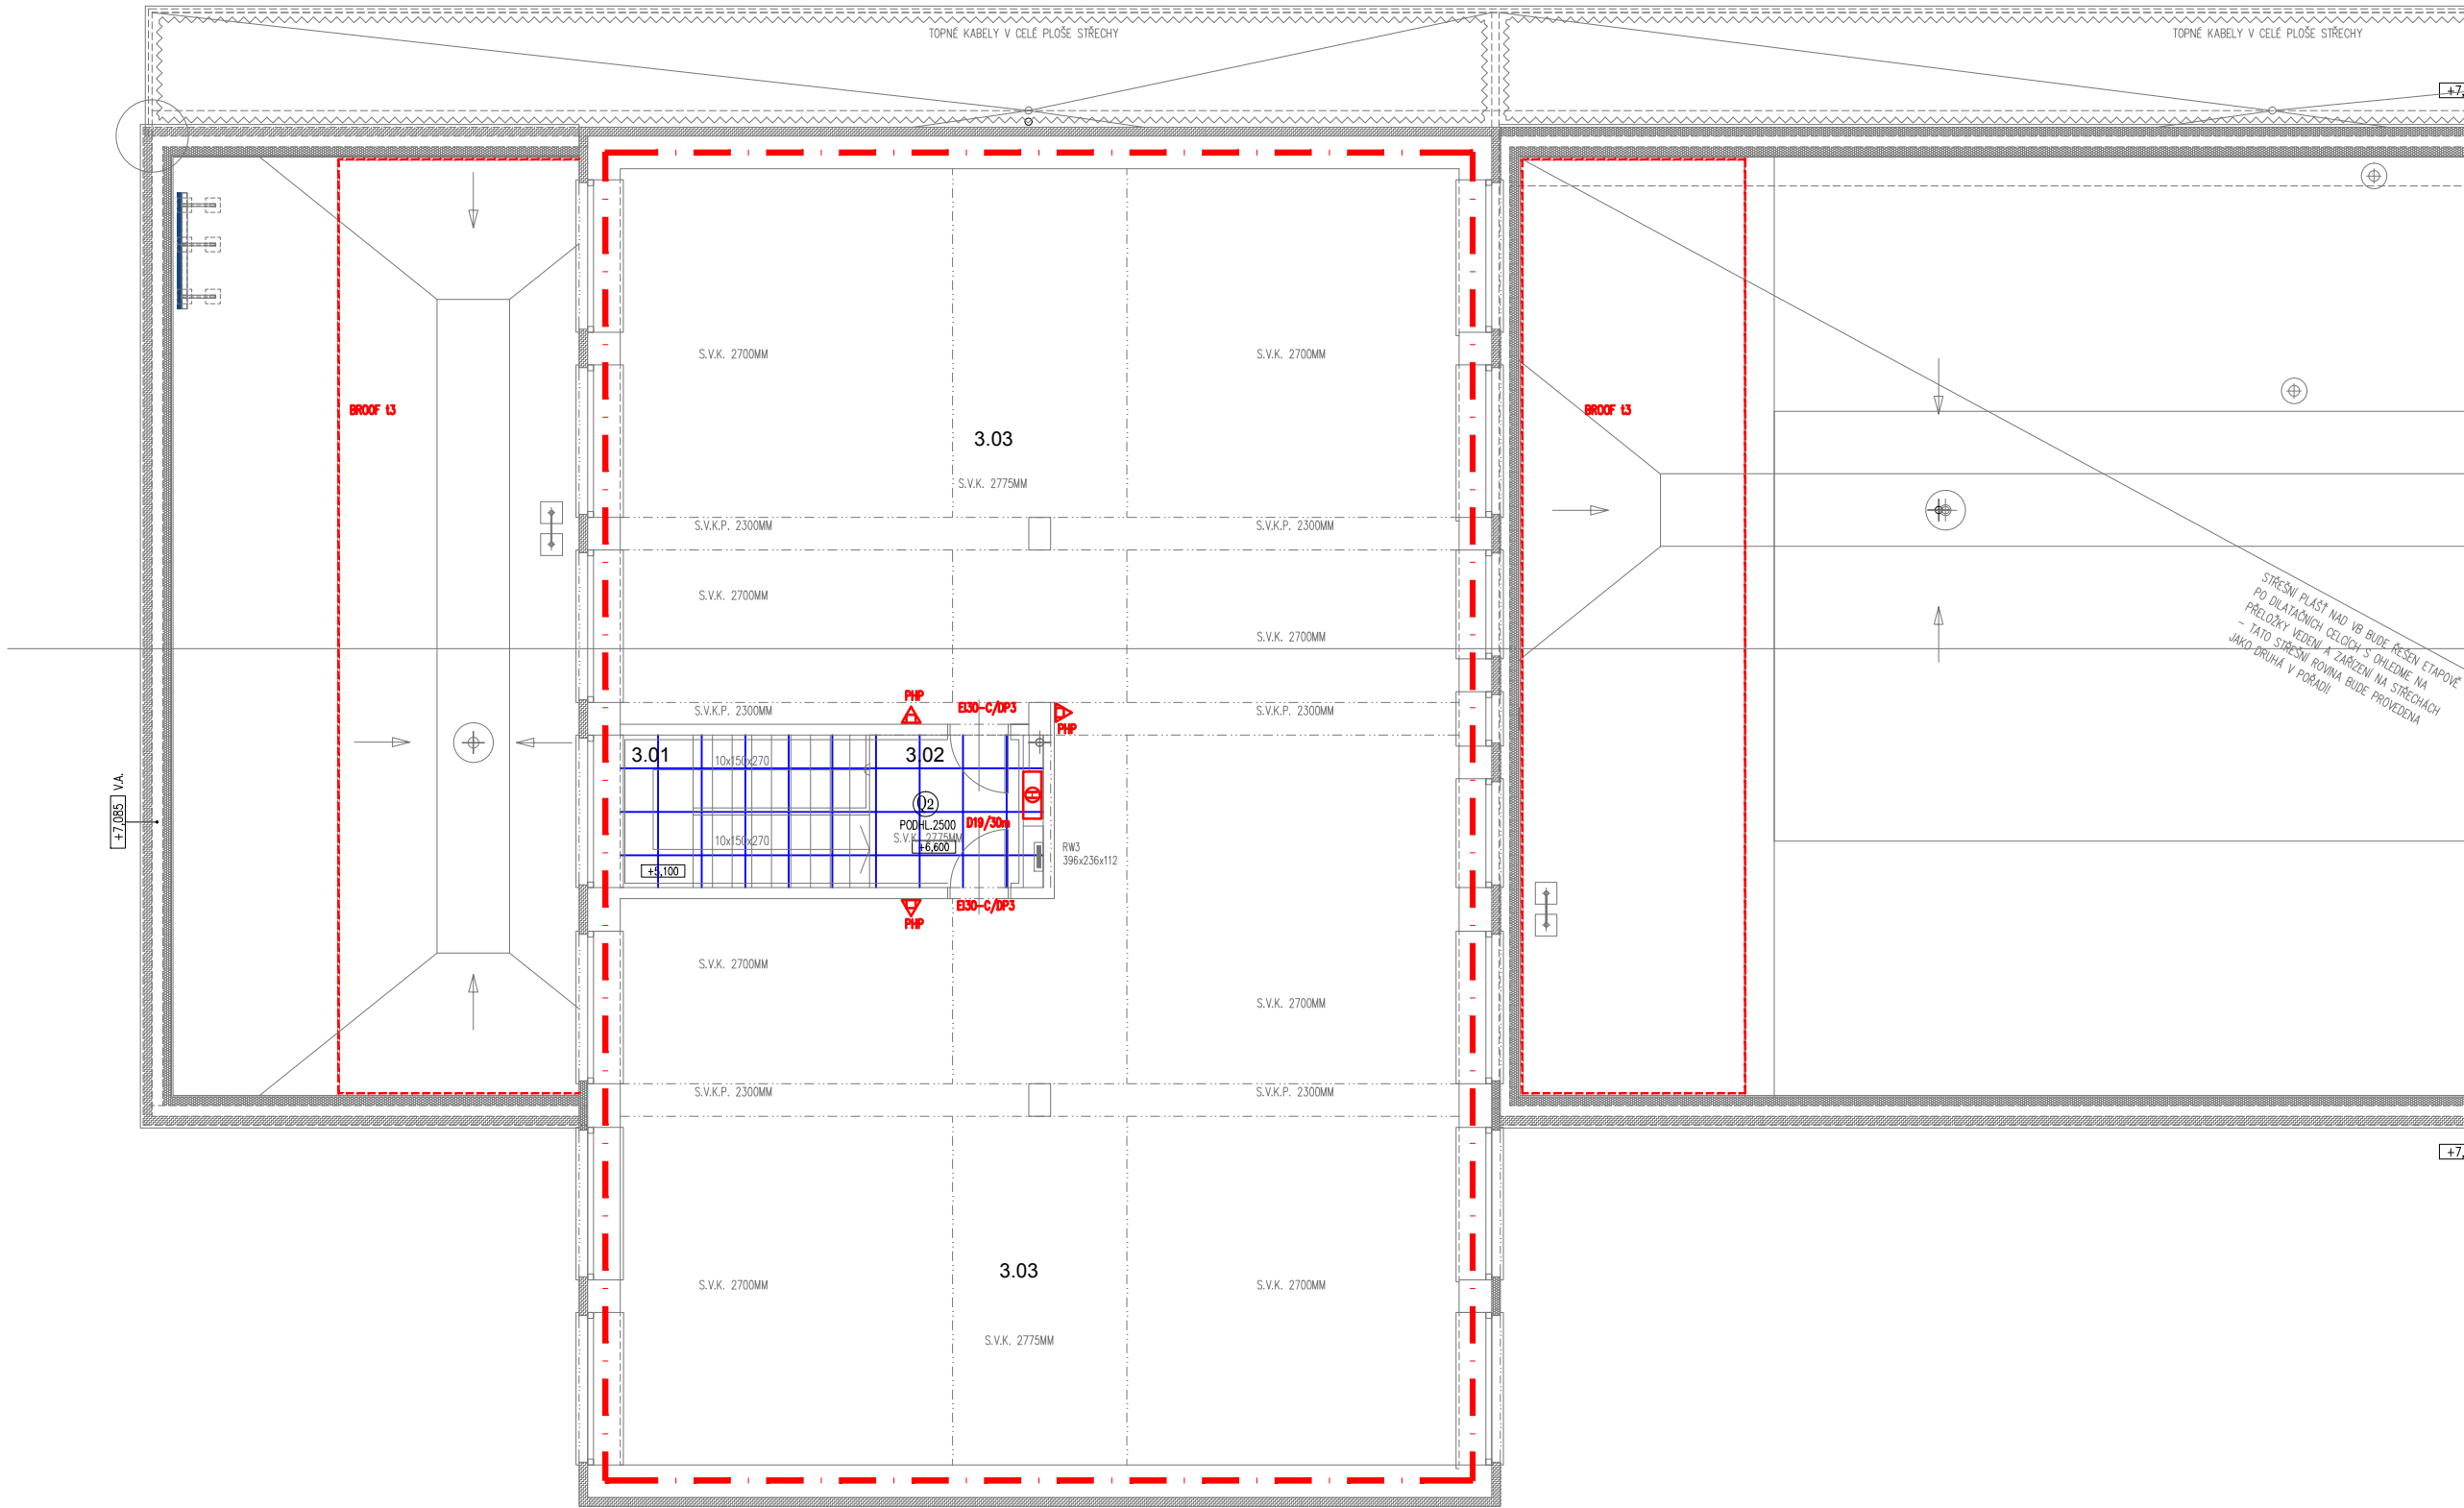 TOPNÉ KABELY V CELÉ PLOŠE STŘECHY
TOPNÉ KABELY V CELÉ PLOŠE STŘECHY
+7,
BROOF t3
S.V.K. 2700MM
S.V.K. 2700MM
BROOF t3
3.03
S.V.K. 2775MM
S.V.K.P. 2300MM
S.V.K.P. 2300MM
S.V.K. 2700MM
S.V.K. 2700MM
STŘEŠNÍ PLÁŠŤ NAD VB BUDE ŘEŠEN ETAPOVĚ
PO DILATAČNÍCH CELCÍCH S OHLEDME NA
PŘELOŽKY VEDENÍ A ZAŘÍZENÍ NA STŘECHÁCH
- TATO STŘEŠNÍ ROVINA BUDE PROVEDENA
JAKO DRUHÁ V POŘADÍ!
PHP
EI30-C/DP3
S.V.K.P. 2300MM
S.V.K.P. 2300MM
PHP
3.01
10x150x270
3.02
H
Q2
PODHL.2500
D19/30m
S.V.K. 2775MM
+6,600
10x150x270
RW3
396x236x112
+5,100
+7,085 V.A.
EI30-C/DP3
PHP
S.V.K. 2700MM
S.V.K. 2700MM
S.V.K.P. 2300MM
S.V.K.P. 2300MM
+7,
3.03
S.V.K. 2700MM
S.V.K. 2700MM
S.V.K. 2775MM